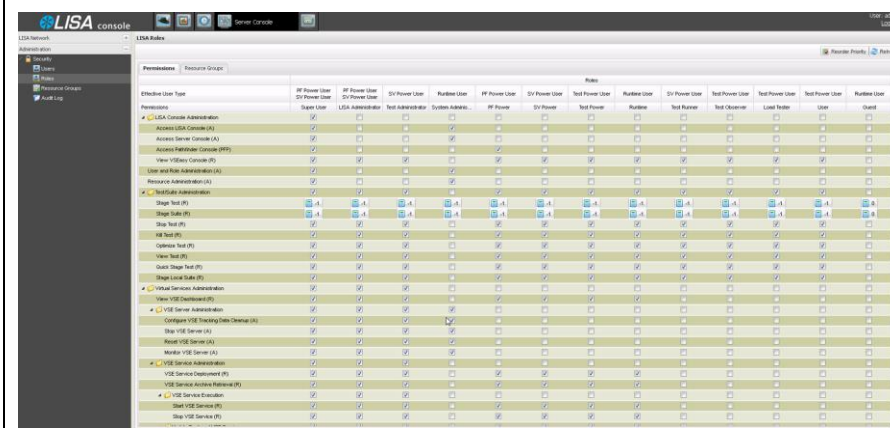 LISA console
Server Console
LISA Network
LISA Roles
Administration
Reorder Priority
Security
Users
Roles
Resource Groups
Audit Log
Permissions Resource Groups
Roles
Effective User Type
PF Power User SV Power User
PF Power User SV Power User
SV Power User
Runtime User
PF Power User
SV Power User
Test Power User
Runtime User
SV Power User
Test Power User
Test Power User
Test Power User
Runtime User
Permissions Super User LISA Administrator Test Administrator System Adminis... PF Power SV Power Test Power Runtime Test Runner Test Observer Load Tester User Guest
LISA Console Administration
Access LISA Console (A)
Access Server Console (A)
Access Pathfinder Console (PFP)
View VSEasy Console (R)
User and Role Administration (A)
Resource Administration (A)
Test/Suite Administration
Stage Test (R)
Stage Suite (R)
Stop Test (R)
Kill Test (R)
Optimize Test (R)
View Test (R)
Quick Stage Test (R)
Stage Local Suite (R)
Virtual Services Administration
View VSE Dashboard (R)
VSE Server Administration
Configure VSE Tracking Data Cleanup (A)
Stop VSE Server (A)
Reset VSE Server (A)
Monitor VSE Server (A)
VSE Service Administration
VSE Service Deployment (R)
VSE Service Archive Retrieval (R)
VSE Service Execution
Start VSE Service (R)
Stop VSE Service (R)